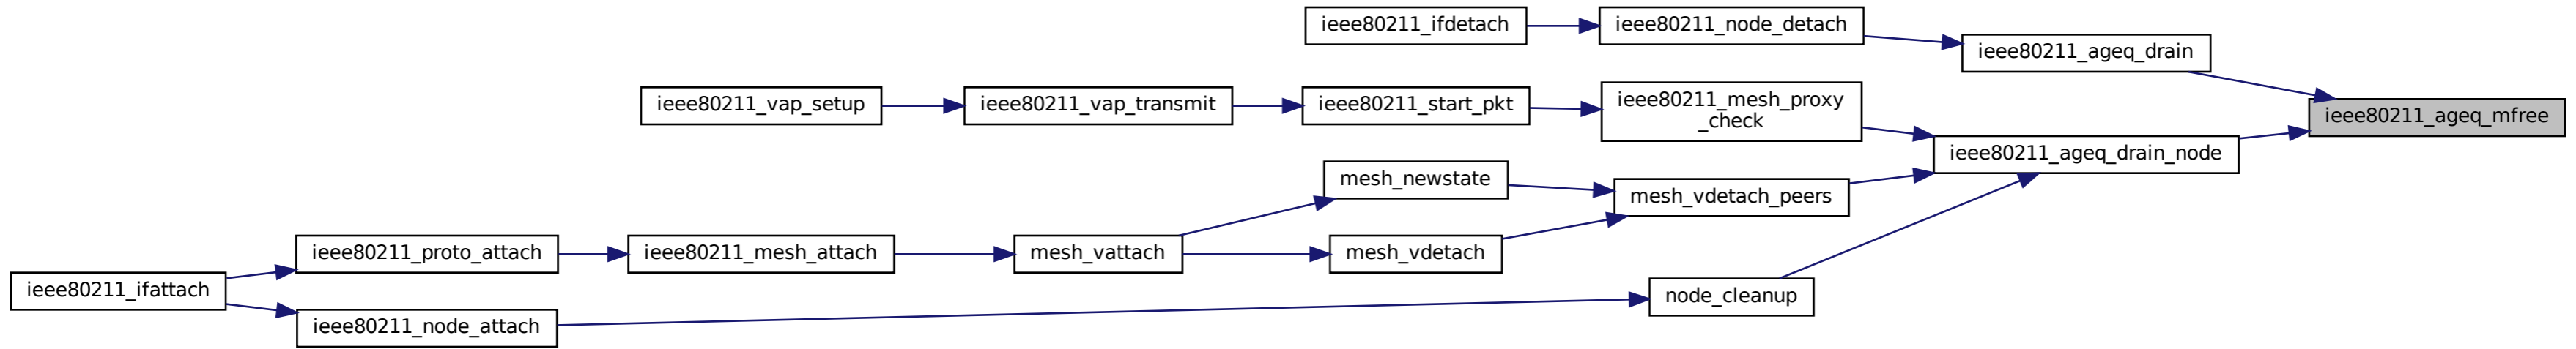 ieee80211_ifdetach
ieee80211_node_detach
ieee80211_ageq_drain
ieee80211_vap_setup
ieee80211_vap_transmit
ieee80211_start_pkt
ieee80211_mesh_proxy
_check
ieee80211_ageq_mfree
ieee80211_ageq_drain_node
mesh_newstate
mesh_vdetach_peers
ieee80211_proto_attach
ieee80211_mesh_attach
mesh_vattach
mesh_vdetach
ieee80211_ifattach
node_cleanup
ieee80211_node_attach